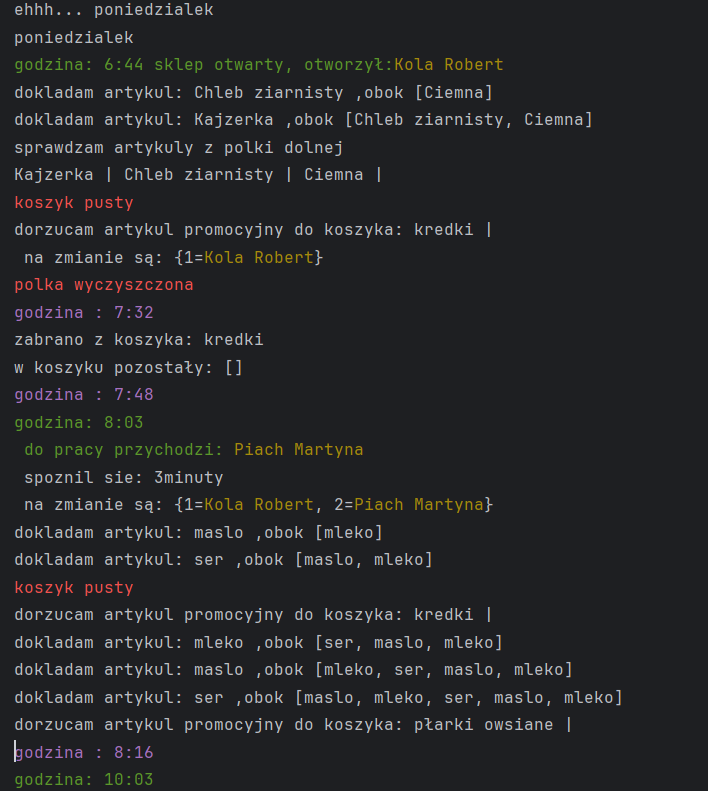 ehhh... poniedzialek
poniedzialek
godzina: 6:44 sklep otwarty, otworzył:Kola Robert
dokladam artykul: Chleb ziarnisty ,obok [Ciemna]
dokladam artykul: Kajzerka ,obok [Chleb ziarnisty, Ciemna]
sprawdzam artykuly z polki dolnej
Kajzerka | Chleb ziarnisty | Ciemna |
koszyk pusty
dorzucam artykul promocyjny do koszyka: kredki |
na zmianie są: {1=Kola Robert}
polka wyczyszczona
godzina : 7:32
zabrano z koszyka: kredki
w koszyku pozostały: []
godzina : 7:48
godzina: 8:03
do pracy przychodzi: Piach Martyna
spoznil sie: 3minuty
na zmianie są: {1=Kola Robert, 2=Piach Martyna}
dokladam artykul: maslo ,obok [mleko]
dokladam artykul: ser ,obok [maslo, mleko]
koszyk pusty
dorzucam artykul promocyjny do koszyka: kredki |
dokladam artykul: mleko ,obok [ser, maslo, mleko]
dokladam artykul: maslo ,obok [mleko, ser, maslo, mleko]
dokladam artykul: ser ,obok [maslo, mleko, ser, maslo, mleko]
dorzucam artykul promocyjny do koszyka: płarki owsiane |
godzina : 8:16
godzina: 10:03